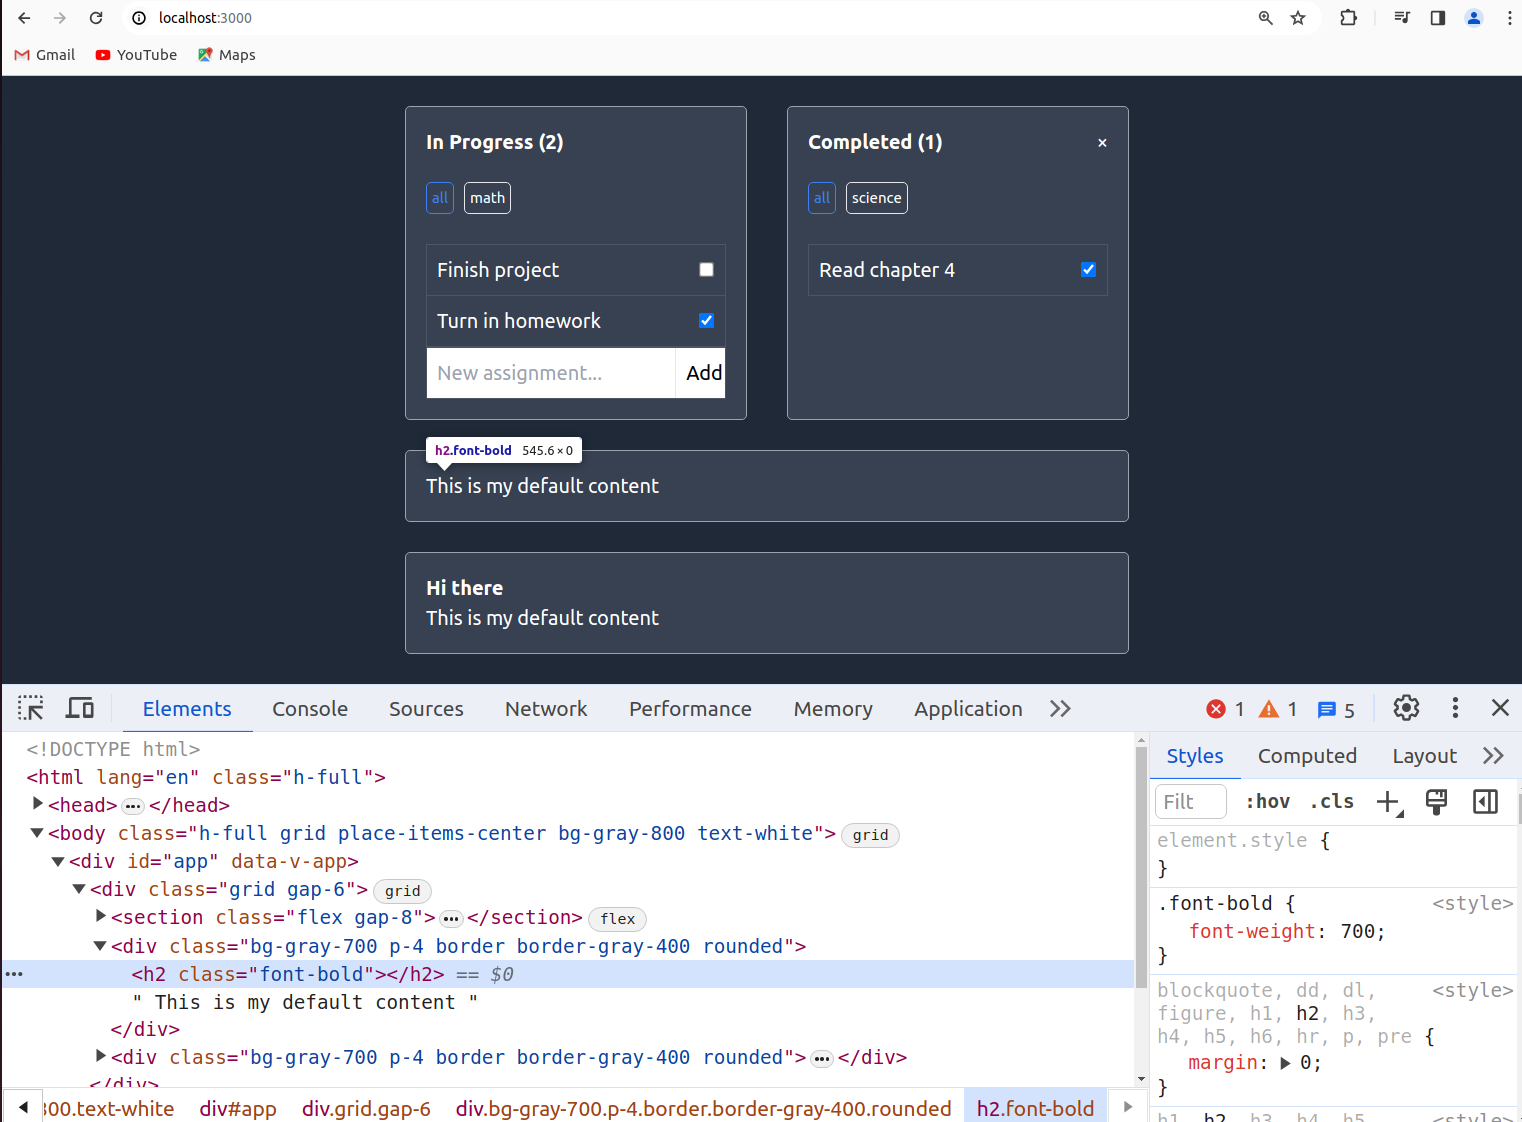 localhost:3000
Gmail YouTube Maps
In Progress (2)
all math
Finish project
Turn in homework
New assignment... Add
Completed (1) ×
all science
Read chapter 4
h2.font-bold 545.6×0
This is my default content
Hi there
This is my default content
Elements Console Sources Network Performance Memory Application 1 1 5
<!DOCTYPE html>
<html lang="en" class="h-full">
<head>…</head>
<body class="h-full grid place-items-center bg-gray-800 text-white"> grid
<div id="app" data-v-app>
<div class="grid gap-6"> grid
<section class="flex gap-8">…</section> flex
<div class="bg-gray-700 p-4 border border-gray-400 rounded">
<h2 class="font-bold"></h2> == $0
" This is my default content "
</div>
<div class="bg-gray-700 p-4 border border-gray-400 rounded">…</div>
</div>
300.text-white div#app div.grid.gap-6 div.bg-gray-700.p-4.border.border-gray-400.rounded h2.font-bold
Styles Computed Layout
Filt :hov .cls
element.style {
}
.font-bold { <style>
font-weight: 700;
}
blockquote, dd, dl, <style>
figure, h1, h2, h3,
h4, h5, h6, hr, p, pre {
margin: 0;
}
h1, h2, h3, h4, h5, <style>